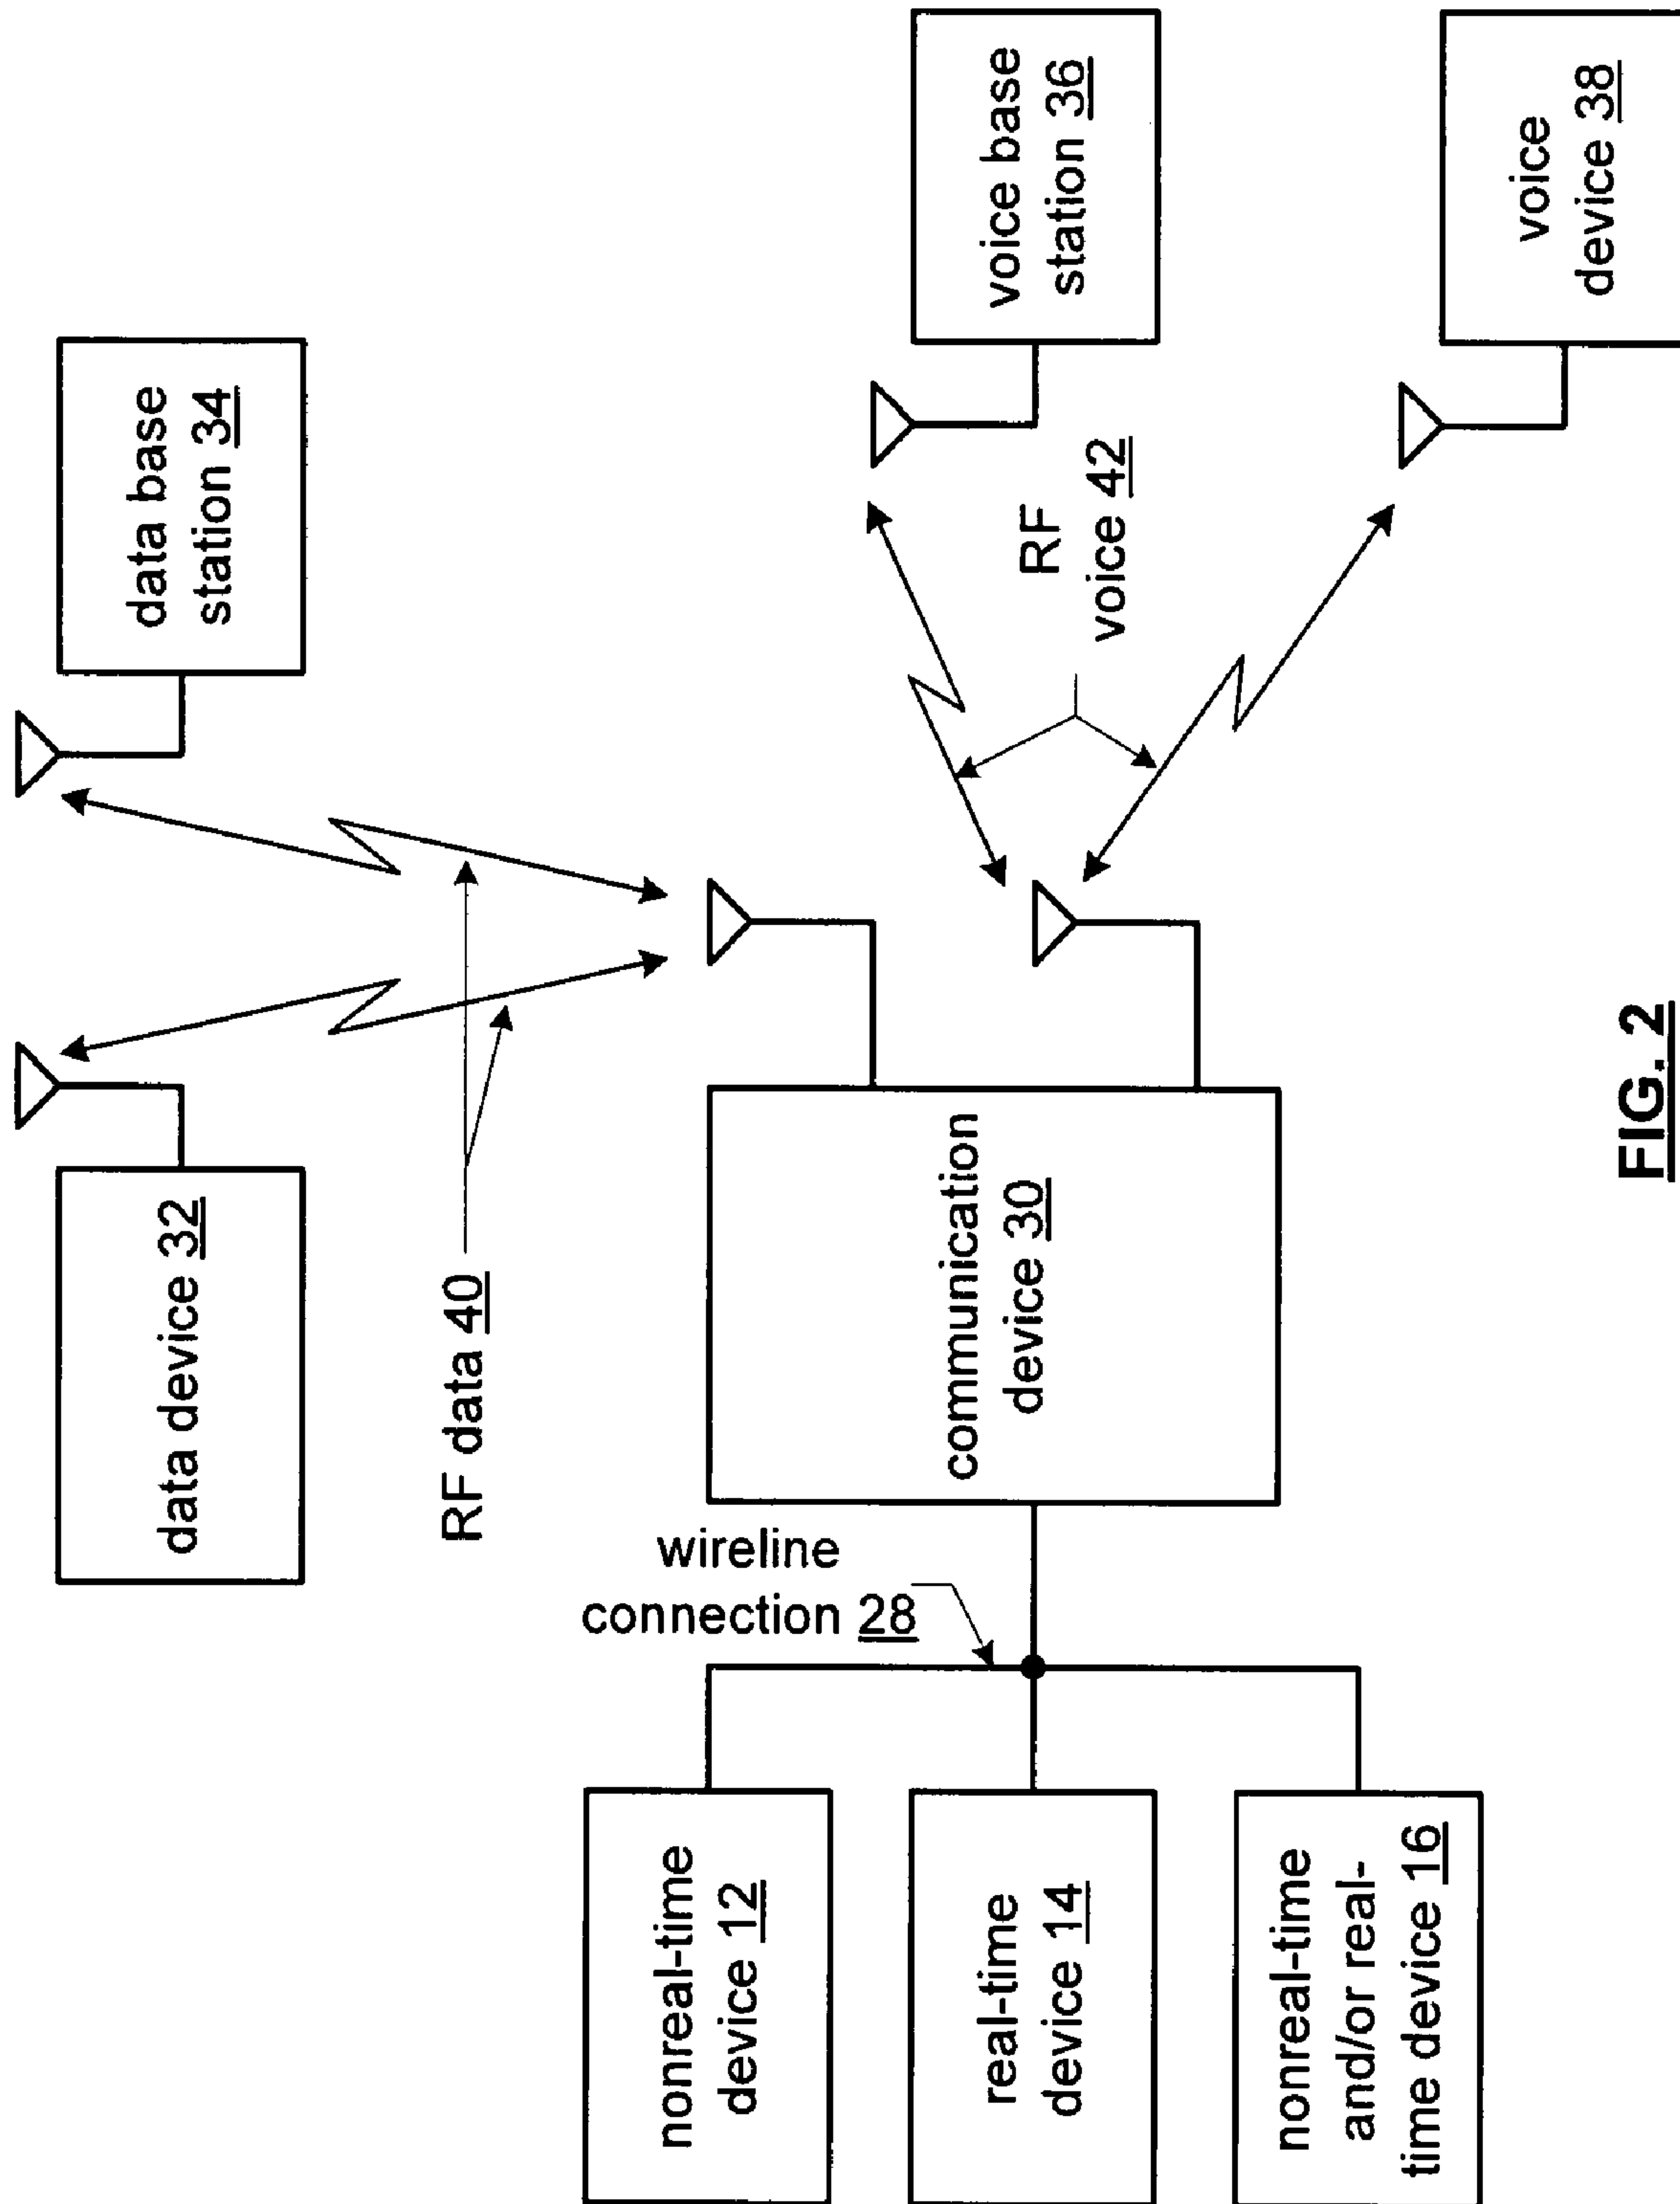 data device 32
data base
station 34
RF data 40
wireline
connection 28
communication
device 30
RF
voice 42
voice base
station 36
voice
device 38
nonreal-time
device 12
real-time
device 14
nonreal-time
and/or real-
time device 16
FIG. 2